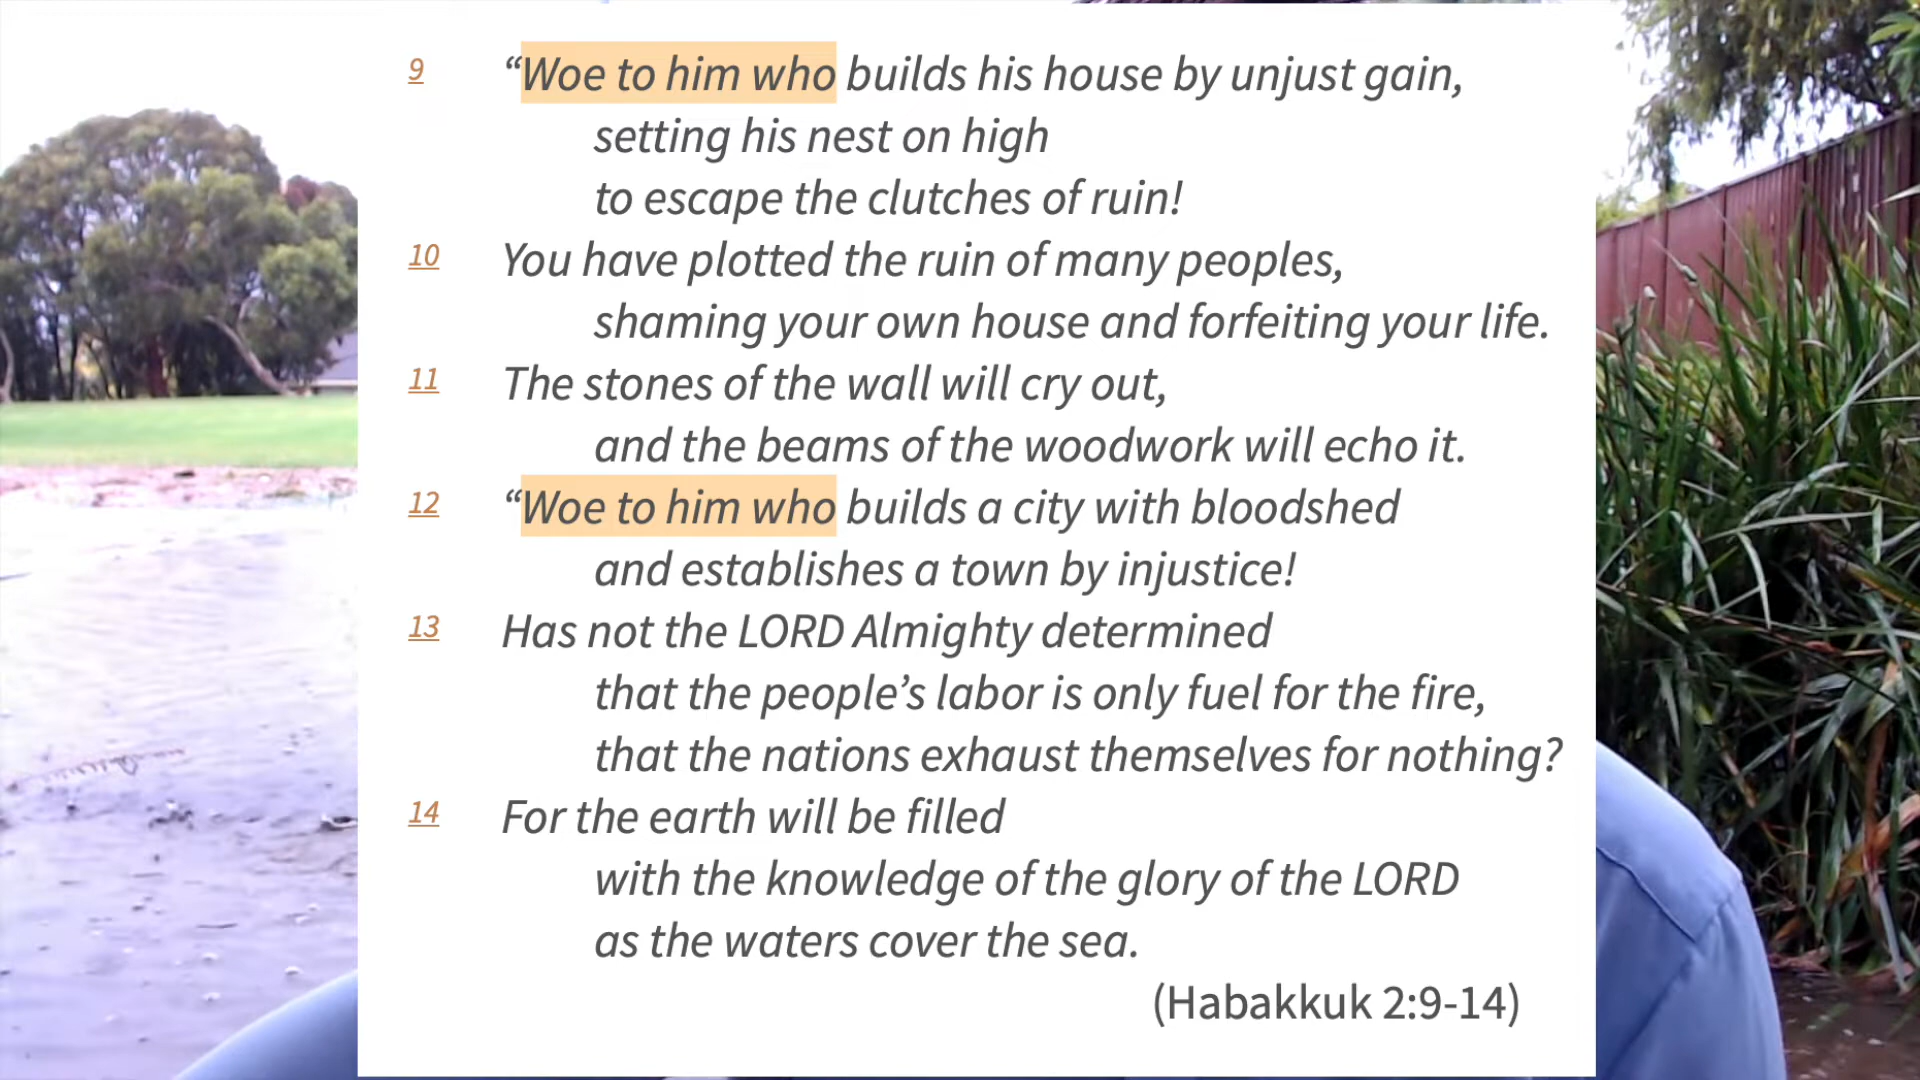 9 “Woe to him who builds his house by unjust gain,
setting his nest on high
to escape the clutches of ruin!
10 You have plotted the ruin of many peoples,
shaming your own house and forfeiting your life.
11 The stones of the wall will cry out,
and the beams of the woodwork will echo it.
12 “Woe to him who builds a city with bloodshed
and establishes a town by injustice!
13 Has not the LORD Almighty determined
that the people’s labor is only fuel for the fire,
that the nations exhaust themselves for nothing?
14 For the earth will be filled
with the knowledge of the glory of the LORD
as the waters cover the sea.
(Habakkuk 2:9-14)